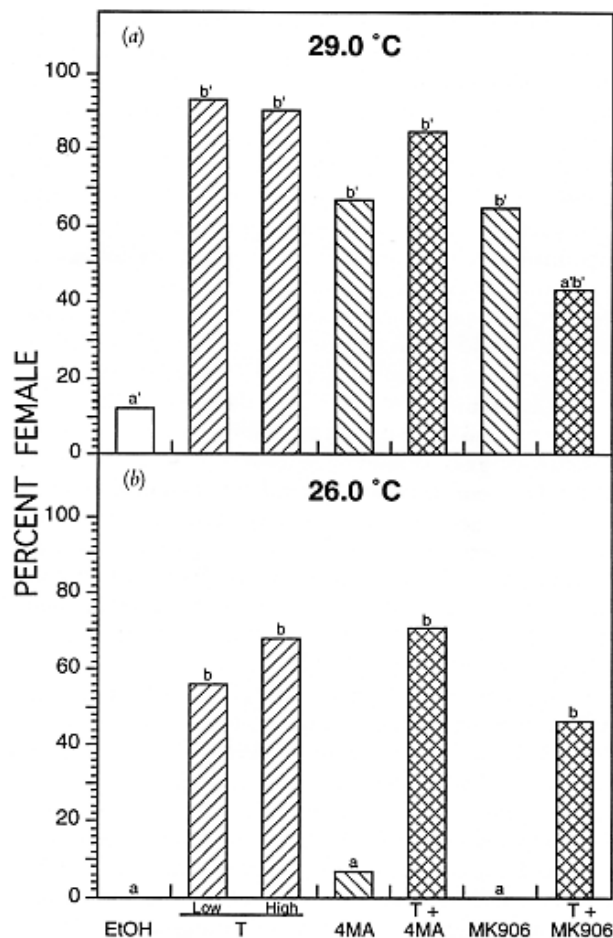 (a)
29.0 °C
100
80
60
40
20
0
a'
b'
b'
b'
b'
b'
a'b'
PERCENT FEMALE
(b)
26.0 °C
100
80
60
40
20
0
a
b
b
a
b
a
b
EtOH
Low
High
T
4MA
T +
4MA
MK906
T +
MK906